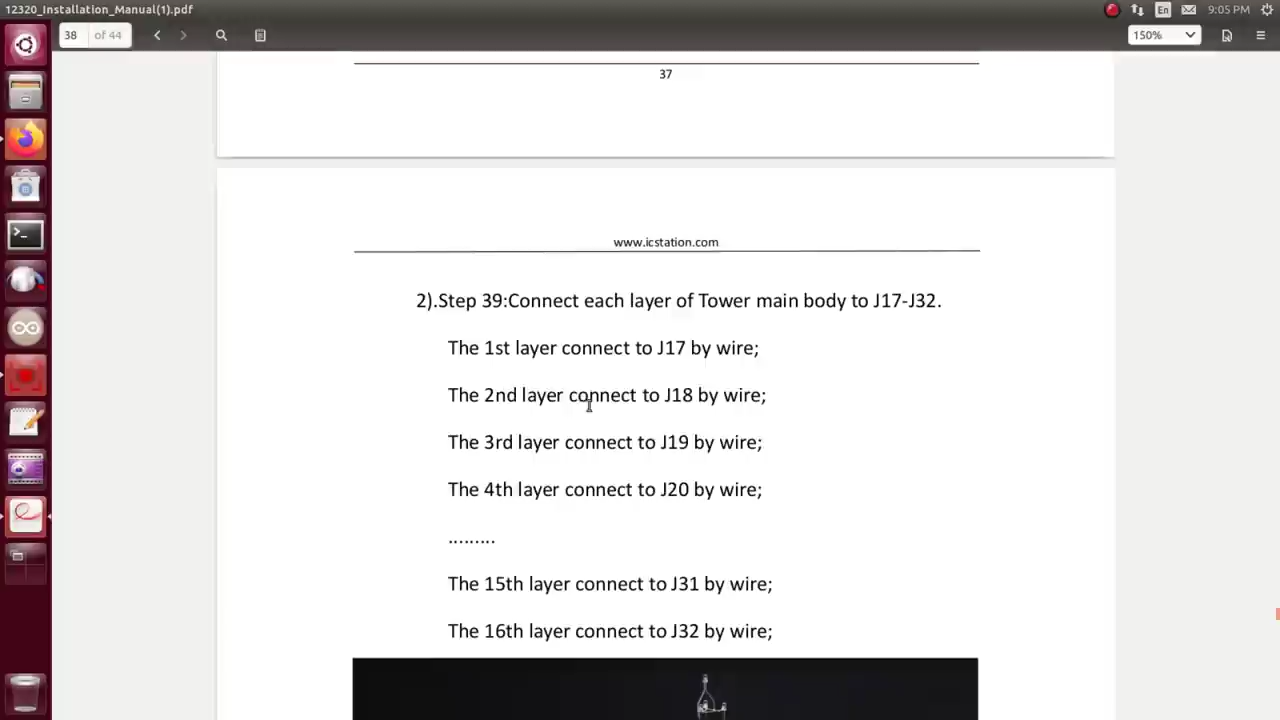 12320_Installation_Manual(1).pdf
En
9:05 PM
38
of 44
150%
37
www.icstation.com
2).Step 39:Connect each layer of Tower main body to J17-J32.
The 1st layer connect to J17 by wire;
The 2nd layer connect to J18 by wire;
The 3rd layer connect to J19 by wire;
The 4th layer connect to J20 by wire;
.........
The 15th layer connect to J31 by wire;
The 16th layer connect to J32 by wire;